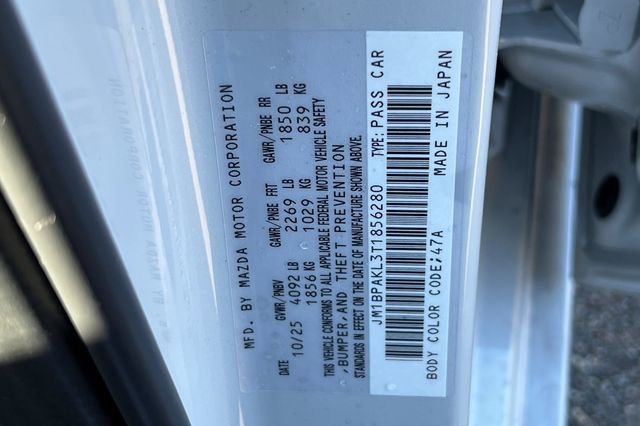 MFD. BY MAZDA MOTOR CORPORATION
DATE GVWR/PNBV GAWR/PNBE FRT GAWR/PNBE RR
10/25 4092 LB 2269 LB 1850 LB
1856 KG 1029 KG 839 KG
THIS VEHICLE CONFORMS TO ALL APPLICABLE FEDERAL MOTOR VEHICLE SAFETY
,BUMPER,AND THEFT PREVENTION
STANDARDS IN EFFECT ON THE DATE OF MANUFACTURE SHOWN ABOVE.
JM1BPAKL3T1856280 TYPE: PASS CAR
BODY COLOR CODE:47A MADE IN JAPAN